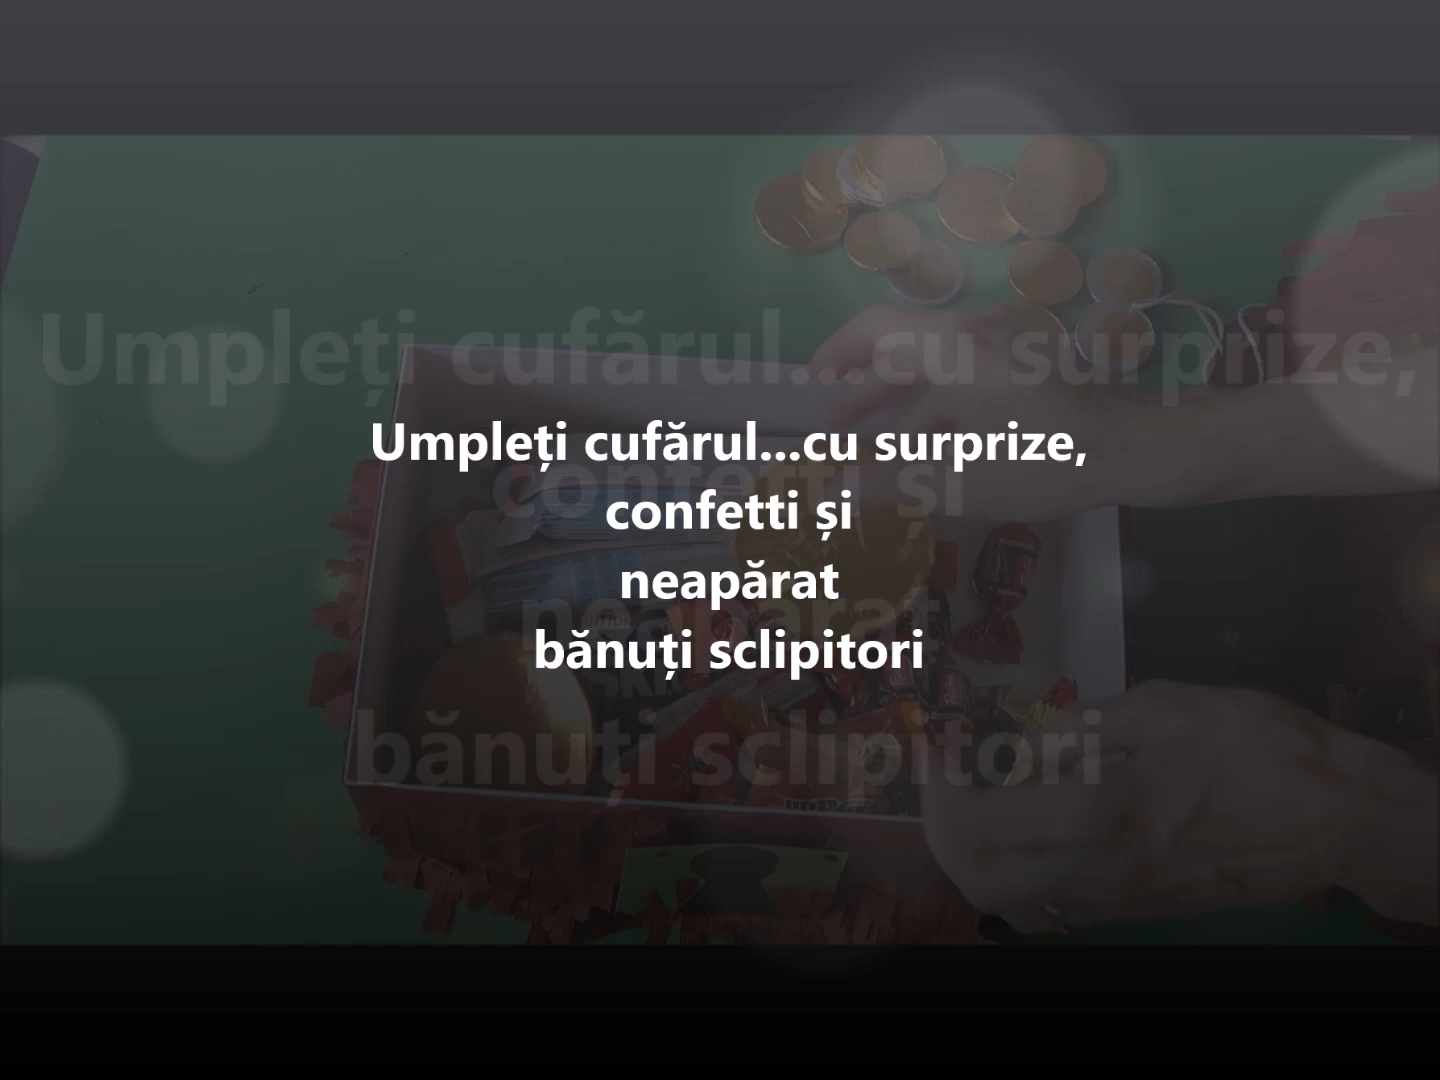 Umpleți cufărul...cu surprize,
confetti și
neapărat
bănuți sclipitori